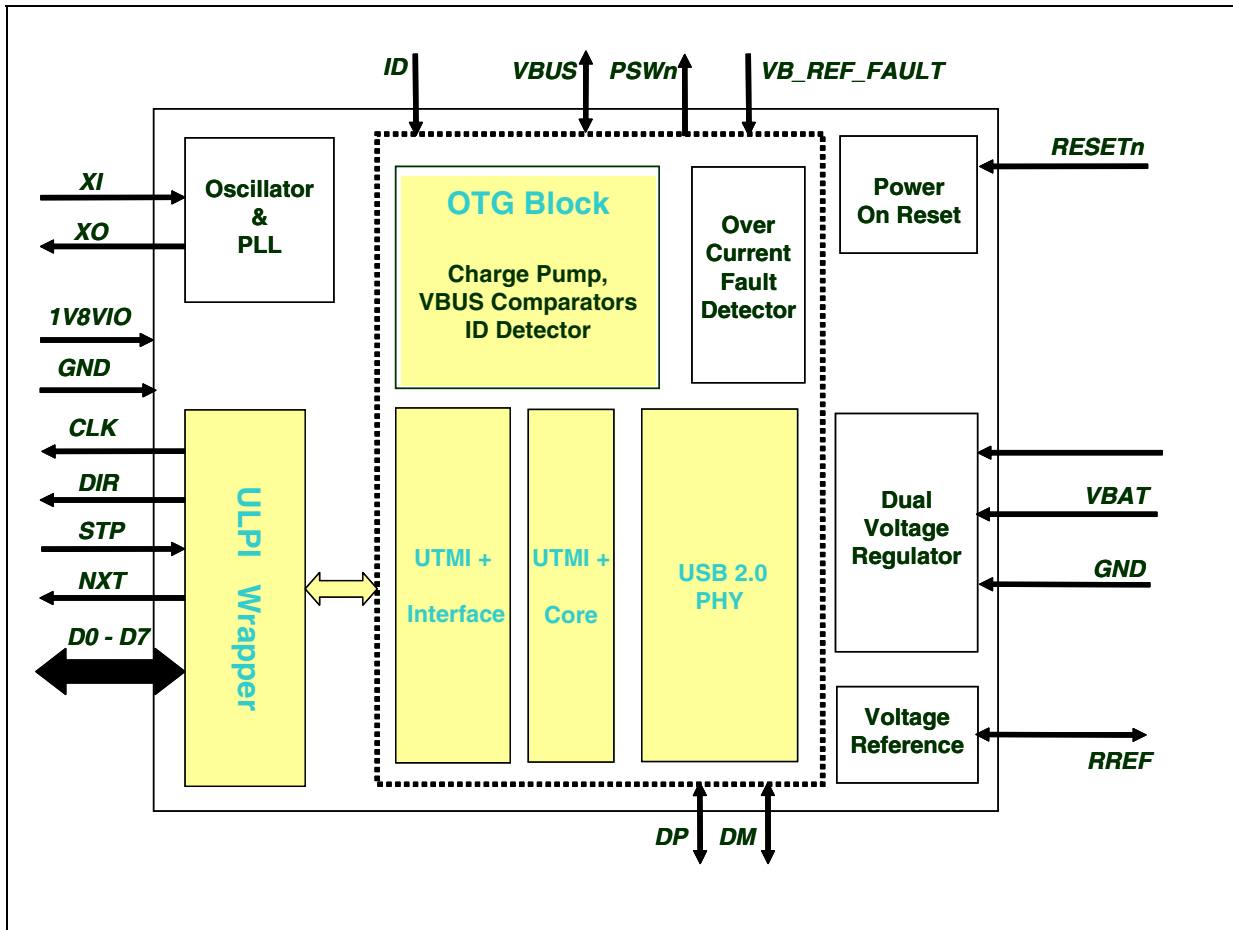 ID
VBUS
PSWn
VB_REF_FAULT
XI
XO
1V8VIO
GND
CLK
DIR
STP
NXT
D0 - D7
Oscillator
&
PLL
ULPI Wrapper
OTG Block
Charge Pump,
VBUS Comparators
ID Detector
Over
Current
Fault
Detector
UTMI +
Interface
UTMI +
Core
USB 2.0
PHY
Power
On Reset
Dual
Voltage
Regulator
Voltage
Reference
RESETn
VBAT
GND
RREF
DP
DM